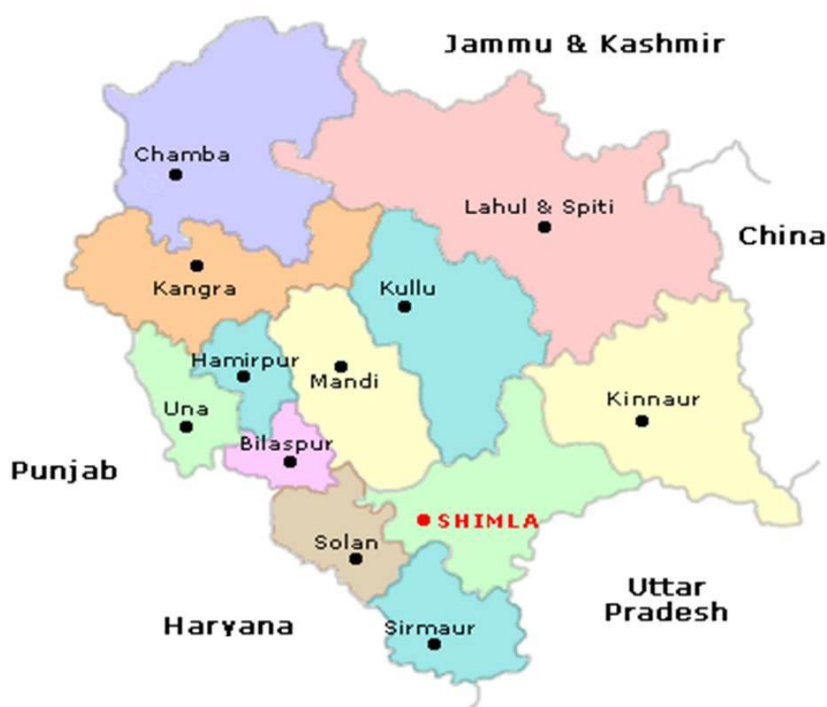 Jammu & Kashmir
Chamba
Lahul & Spiti
China
Kangra
Kullu
Hamirpur
Mandi
Una
Kinnaur
Bilaspur
Punjab
SHIMLA
Solan
Uttar
Pradesh
Haryana
Sirmaur